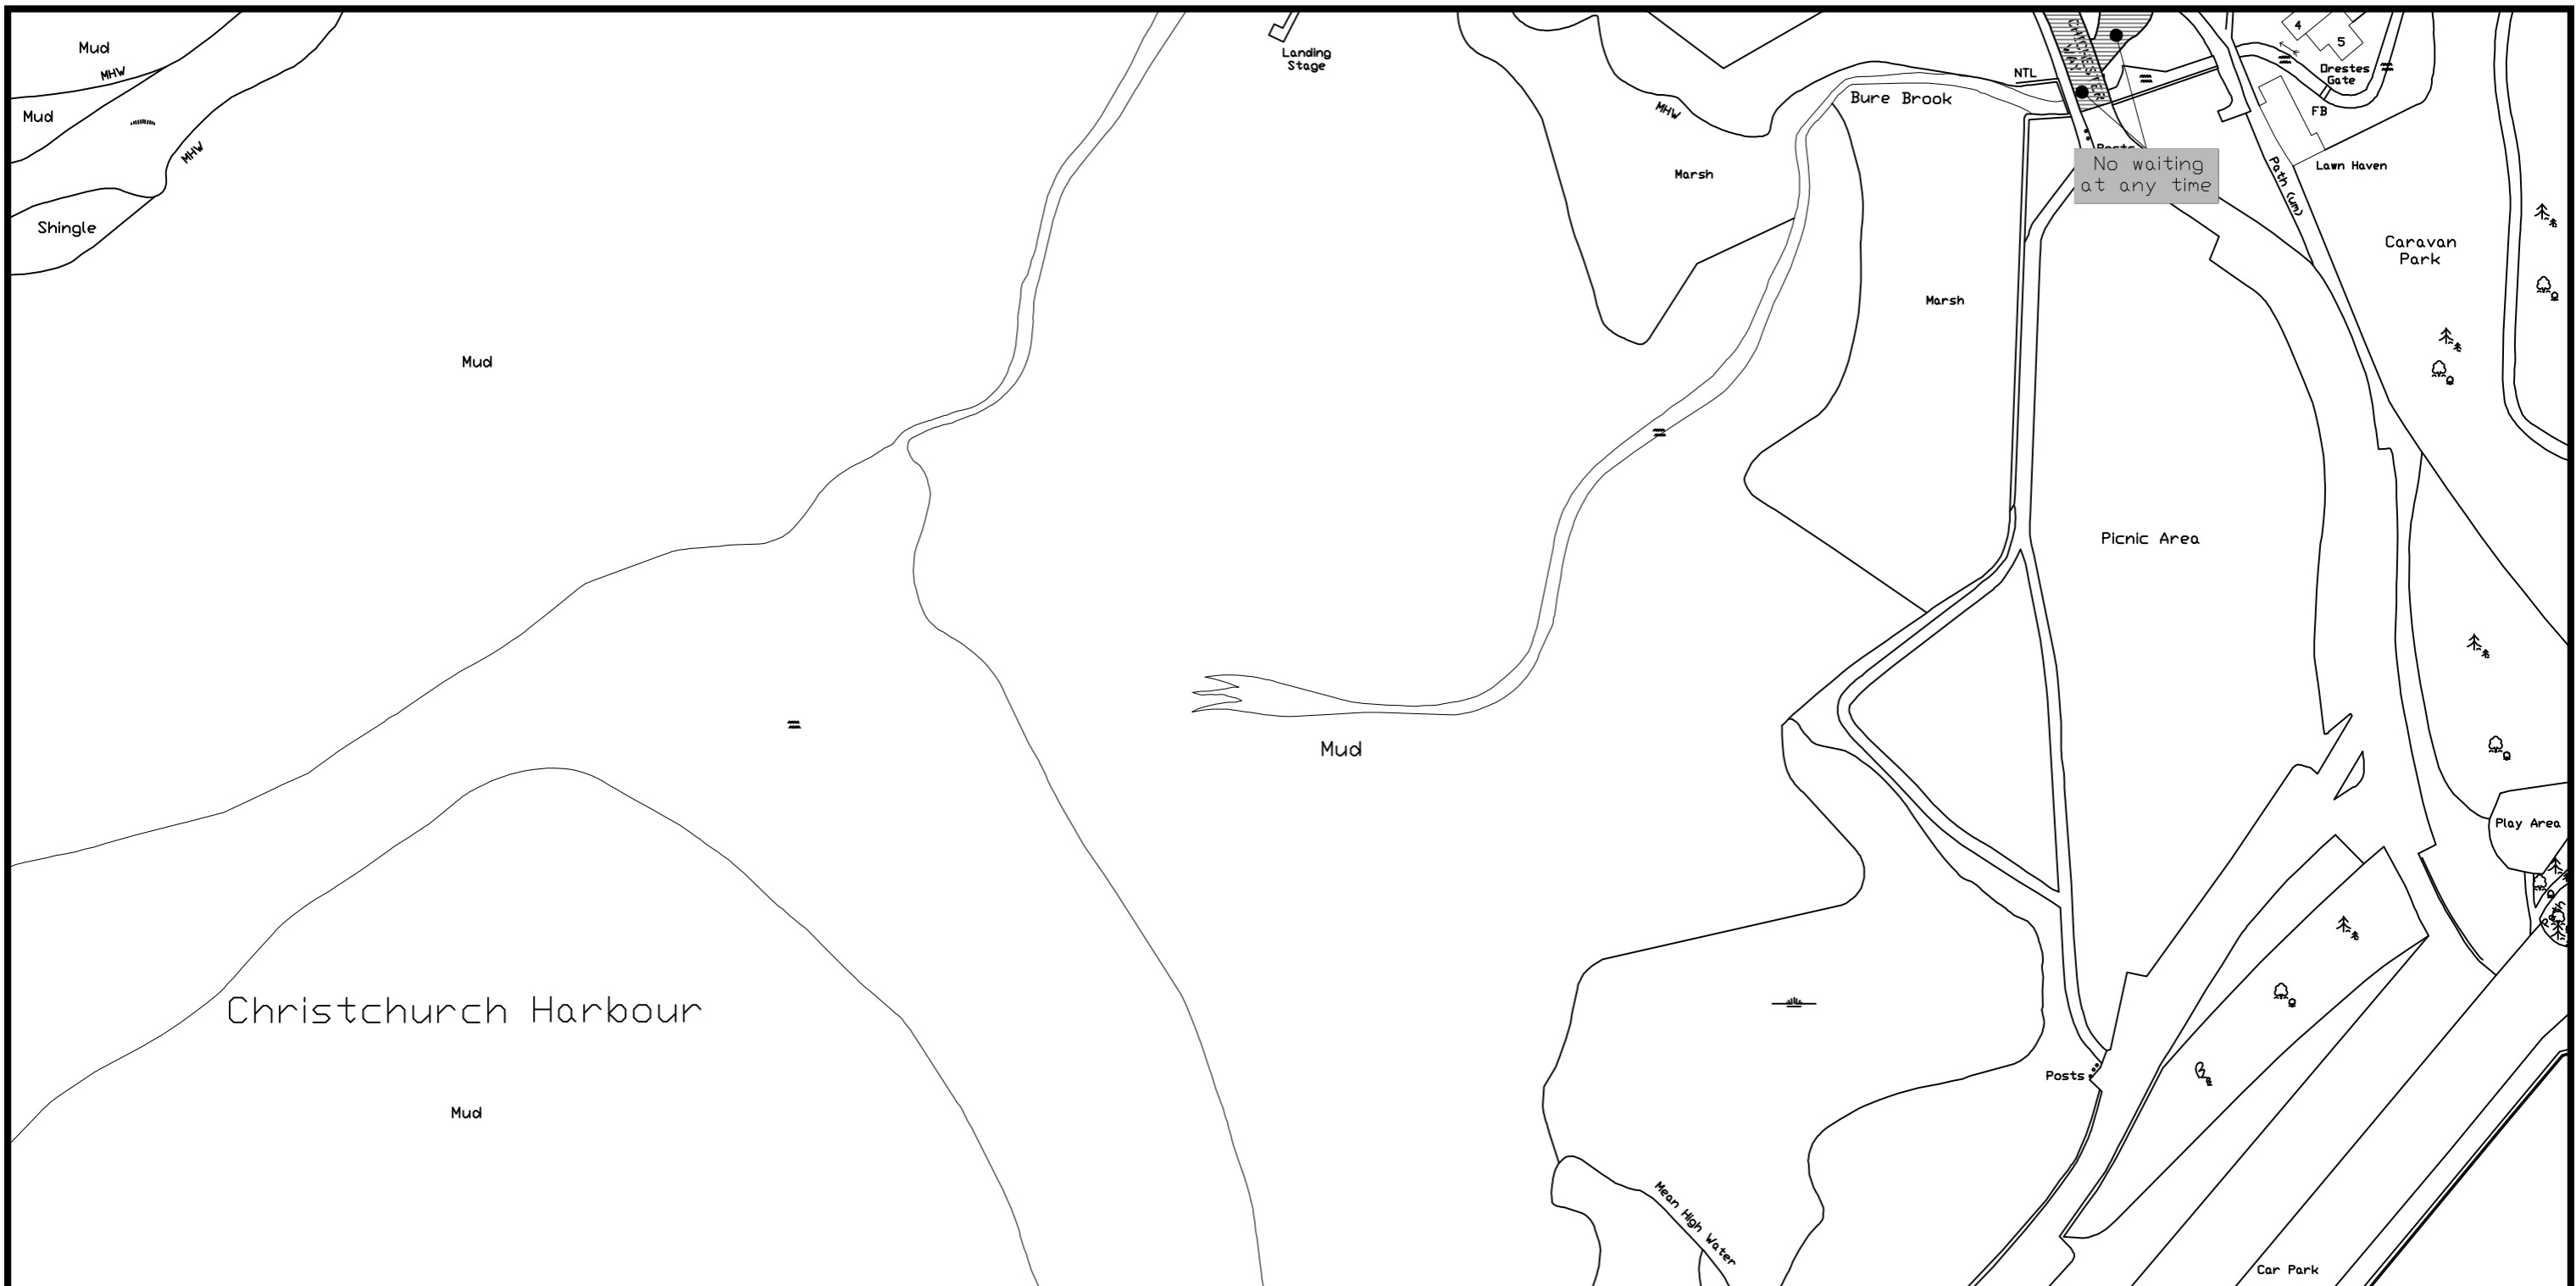 Mud
MHW
Mud
MHW
Shingle
Mud
Landing
Stage
MHW
Marsh
Bure Brook
NTL
CHICHESTER
WAY
4
5
Orestes
Gate
FB
Lawn Haven
Posts
No waiting
at any time
Path (um)
Caravan
Park
Marsh
Picnic Area
Mud
Play Area
Path
Christchurch Harbour
Mud
Posts
Mean High Water
Car Park